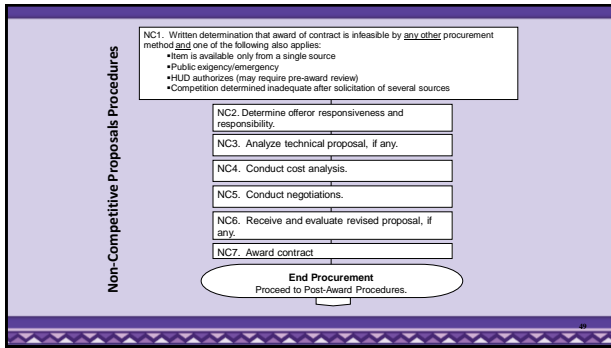 Non-Competitive Proposals Procedures
NC1. Written determination that award of contract is infeasible by any other procurement
method and one of the following also applies:
▪Item is available only from a single source
▪Public exigency/emergency
▪HUD authorizes (may require pre-award review)
▪Competition determined inadequate after solicitation of several sources
NC2. Determine offeror responsiveness and
responsibility.
NC3. Analyze technical proposal, if any.
NC4. Conduct cost analysis.
NC5. Conduct negotiations.
NC6. Receive and evaluate revised proposal, if
any.
NC7. Award contract
End Procurement
Proceed to Post-Award Procedures.
49